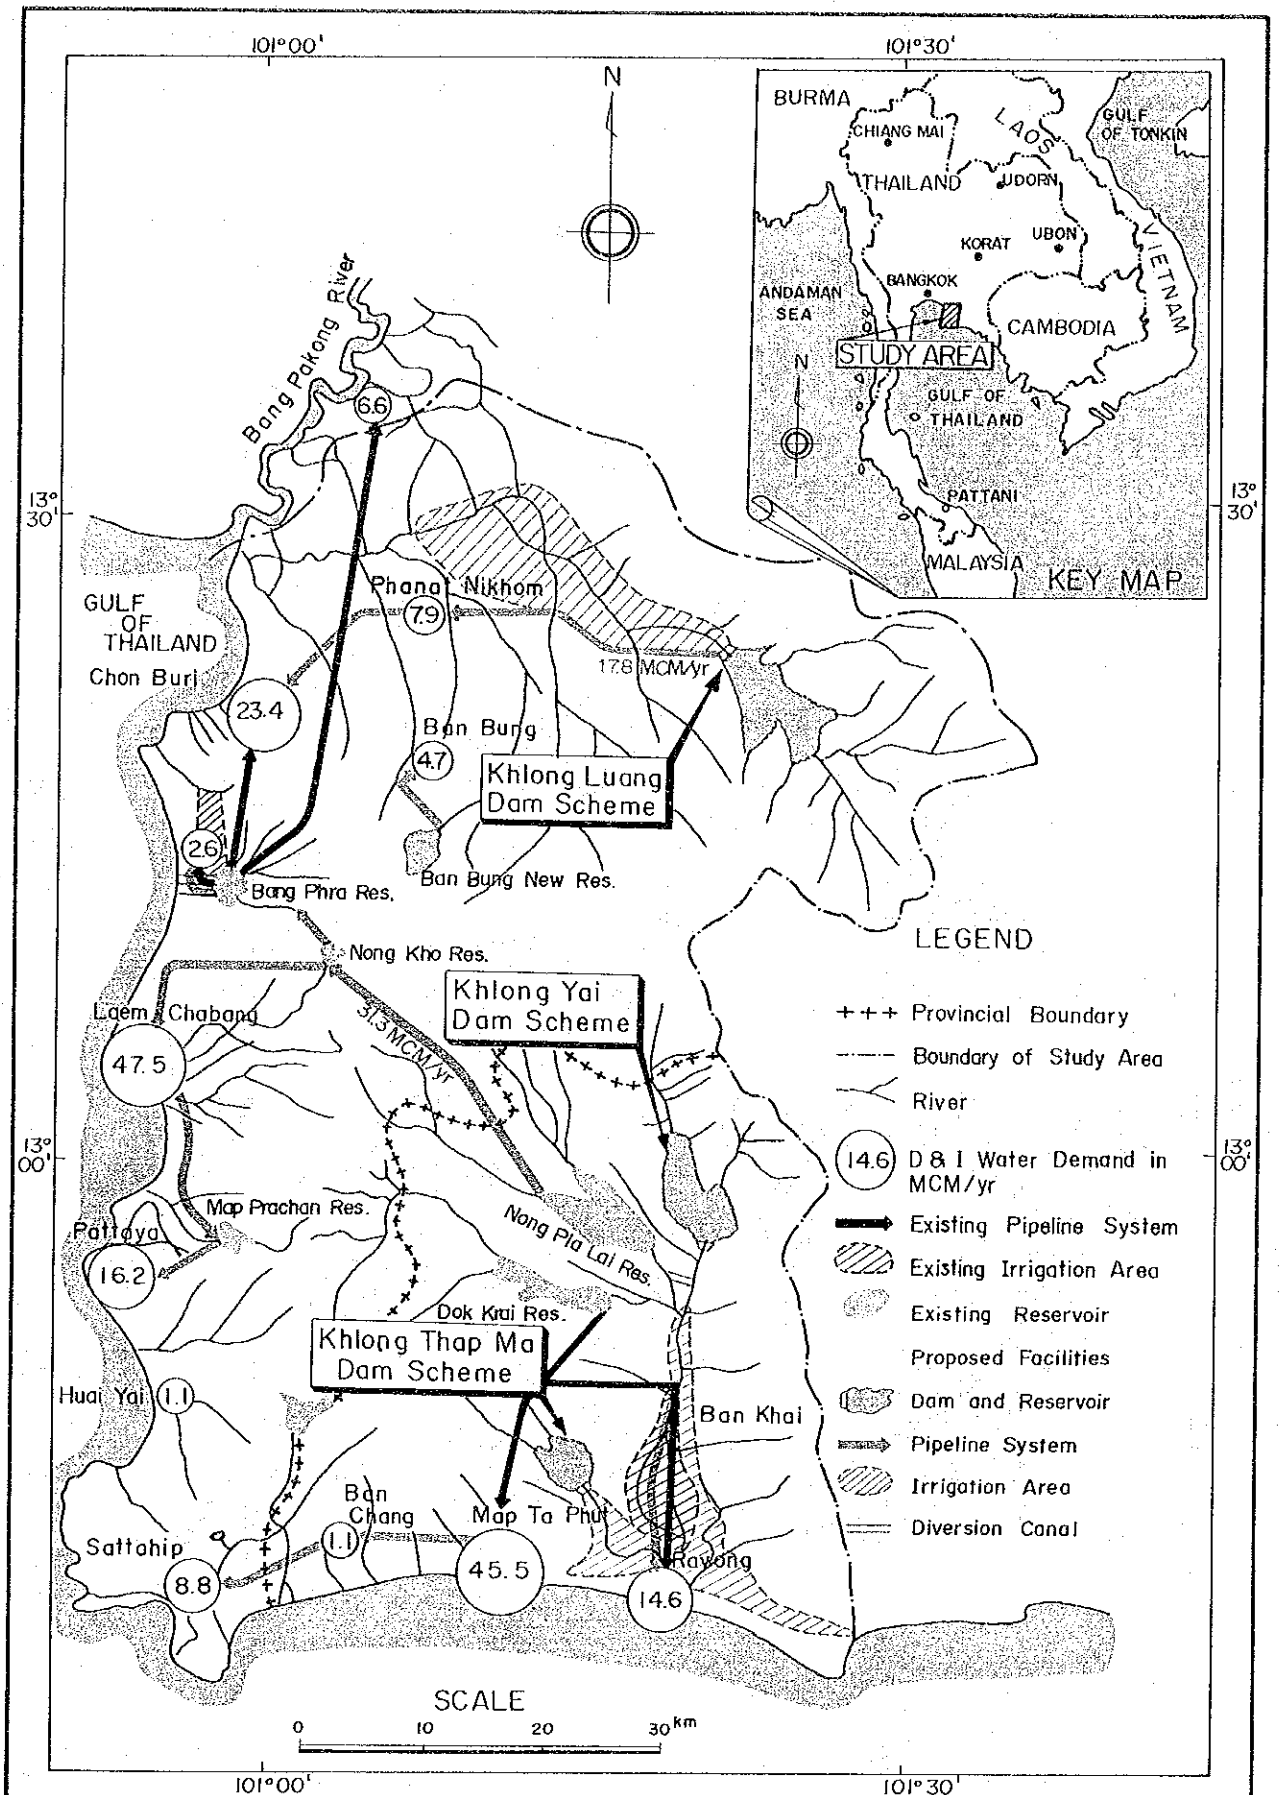 101°00'
101°30'
N
BURMA
CHIANG MAI
LAOS
GULF
OF TONKIN
THAILAND
UDORN
KORAT
UBON
VIETNAM
BANGKOK
ANDAMAN
SEA
CAMBODIA
STUDY AREA
N
GULF OF
THAILAND
PATTANI
MALAYSIA
KEY MAP
Bang Pakong River
6.6
13°
30'
13°
30'
Phanat Nikhom
7.9
GULF
OF
THAILAND
17.8 MCM/yr
Chon Buri
23.4
Ban Bung
4.7
Khlong Luang
Dam Scheme
2.6
Bang Phra Res.
Ban Bung New Res.
Nong Kho Res.
LEGEND
Khlong Yai
Dam Scheme
Laem Chabang
31.3 MCM/yr
47.5
Provincial Boundary
Boundary of Study Area
River
13°
00'
13°
00'
14.6
D & I Water Demand in
MCM/yr
Map Prachan Res.
Pattaya
16.2
Nong Pla Lai Res.
Existing Pipeline System
Existing Irrigation Area
Dok Krai Res.
Existing Reservoir
Khlong Thap Ma
Dam Scheme
Proposed Facilities
Huai Yai
1.1
Ban Khai
Dam and Reservoir
Pipeline System
Irrigation Area
Diversion Canal
Ban
Chang
Map Ta Phut
Sattahip
1.1
Rayong
8.8
45.5
14.6
SCALE
0 10 20 30 km
101°00'
101°30'